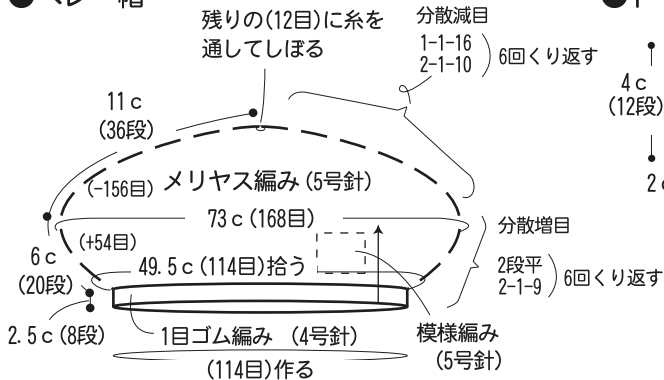 残りの(12目)に糸を
通してしぼる
分散減目
1-1-16
2-1-10
6回くり返す
11c
(36段)
(-156目)
メリヤス編み(5号針)
73c(168目)
(+54目)
6c
(20段)
49.5c(114目)拾う
2.5c(8段)
1目ゴム編み (4号針)
(114目)作る
模様編み
(5号針)
分散増目
2段平
2-1-9
6回くり返す
4c
(12段)